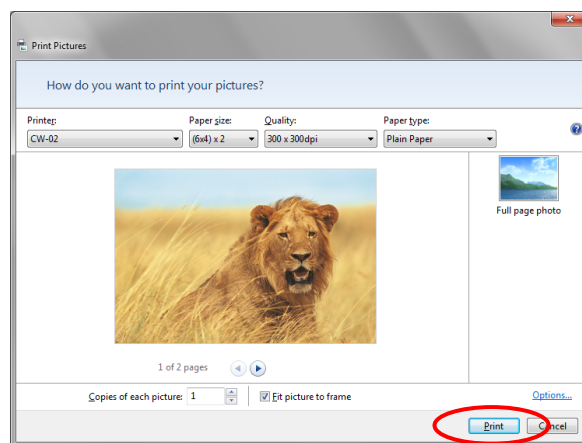 Print Pictures
How do you want to print your pictures?
Printer: Paper size: Quality: Paper type:
CW-02 (6x4) x 2 300 x 300dpi Plain Paper
Full page photo
1 of 2 pages
Copies of each picture: 1 Fit picture to frame Options...
Print Cancel